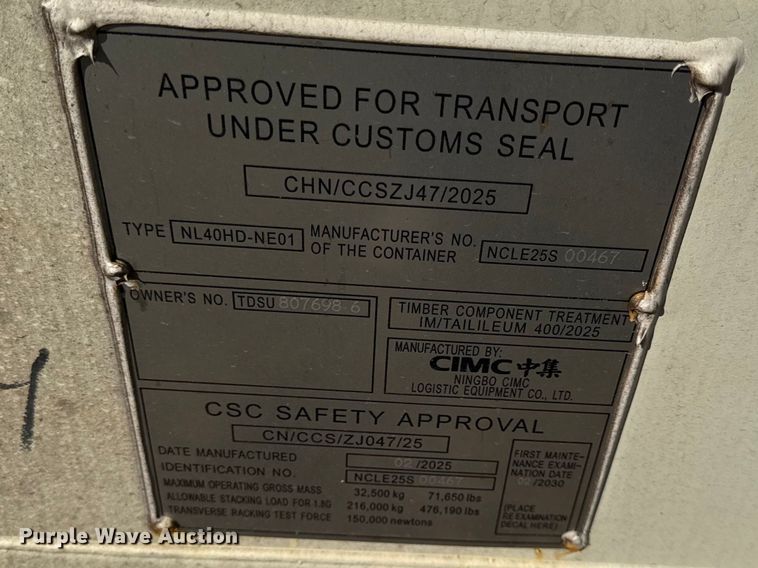 APPROVED FOR TRANSPORT
UNDER CUSTOMS SEAL
CHN/CCSZJ47/2025
TYPE NL40HD-NE01 MANUFACTURER'S NO. OF THE CONTAINER NCLE25S 00467
OWNER'S NO. TDSU 807698-6
TIMBER COMPONENT TREATMENT
IM/TAILILEUM 400/2025
MANUFACTURED BY:
CIMC 中集
NINGBO CIMC
LOGISTIC EQUIPMENT CO., LTD.
CSC SAFETY APPROVAL
CN/CCS/ZJ047/25
DATE MANUFACTURED 02/2025
IDENTIFICATION NO. NCLE25S 00467
MAXIMUM OPERATING GROSS MASS 32,500 kg 71,650 lbs
ALLOWABLE STACKING LOAD FOR 1.8G 216,000 kg 476,190 lbs
TRANSVERSE RACKING TEST FORCE 150,000 newtons
FIRST MAINTE-
NANCE EXAMI-
NATION DATE
02/2030
(PLACE
RE-EXAMINATION
DECAL HERE)
Purple Wave Auction